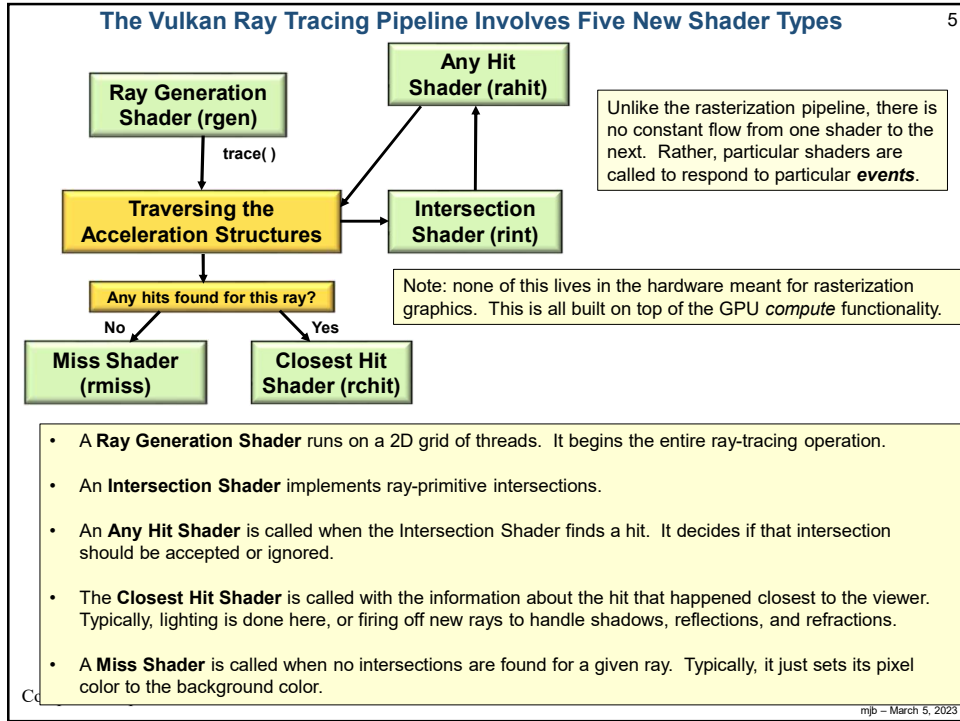 The Vulkan Ray Tracing Pipeline Involves Five New Shader Types
5
Ray Generation
Shader (rgen)
Any Hit
Shader (rahit)
Unlike the rasterization pipeline, there is
no constant flow from one shader to the
next. Rather, particular shaders are
called to respond to particular events.
trace( )
Traversing the
Acceleration Structures
Intersection
Shader (rint)
Any hits found for this ray?
Note: none of this lives in the hardware meant for rasterization
graphics. This is all built on top of the GPU compute functionality.
No
Yes
Miss Shader
(rmiss)
Closest Hit
Shader (rchit)
• A Ray Generation Shader runs on a 2D grid of threads. It begins the entire ray-tracing operation.
• An Intersection Shader implements ray-primitive intersections.
• An Any Hit Shader is called when the Intersection Shader finds a hit. It decides if that intersection
should be accepted or ignored.
• The Closest Hit Shader is called with the information about the hit that happened closest to the viewer.
Typically, lighting is done here, or firing off new rays to handle shadows, reflections, and refractions.
• A Miss Shader is called when no intersections are found for a given ray. Typically, it just sets its pixel
color to the background color.
mjb – March 5, 2023